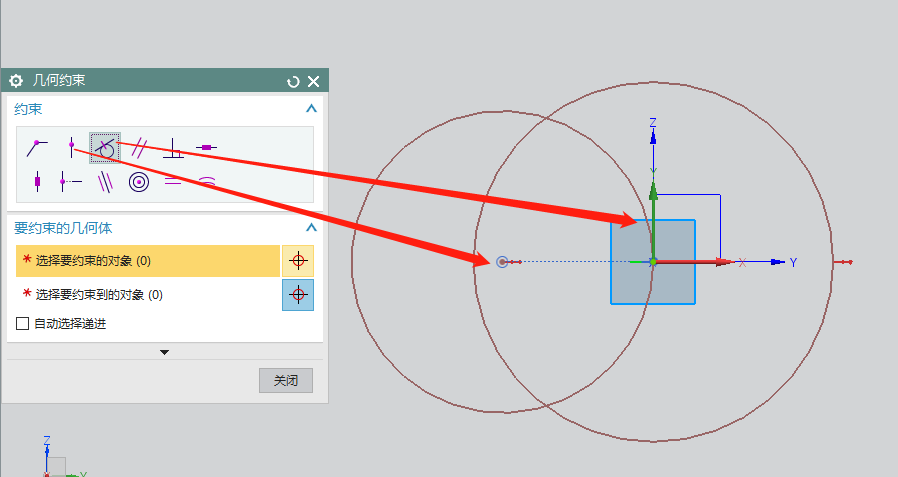 几何约束
约束
要约束的几何体
* 选择要约束的对象 (0)
* 选择要约束到的对象 (0)
自动选择递进
关闭
Z
Y
X
Y
Z
Y